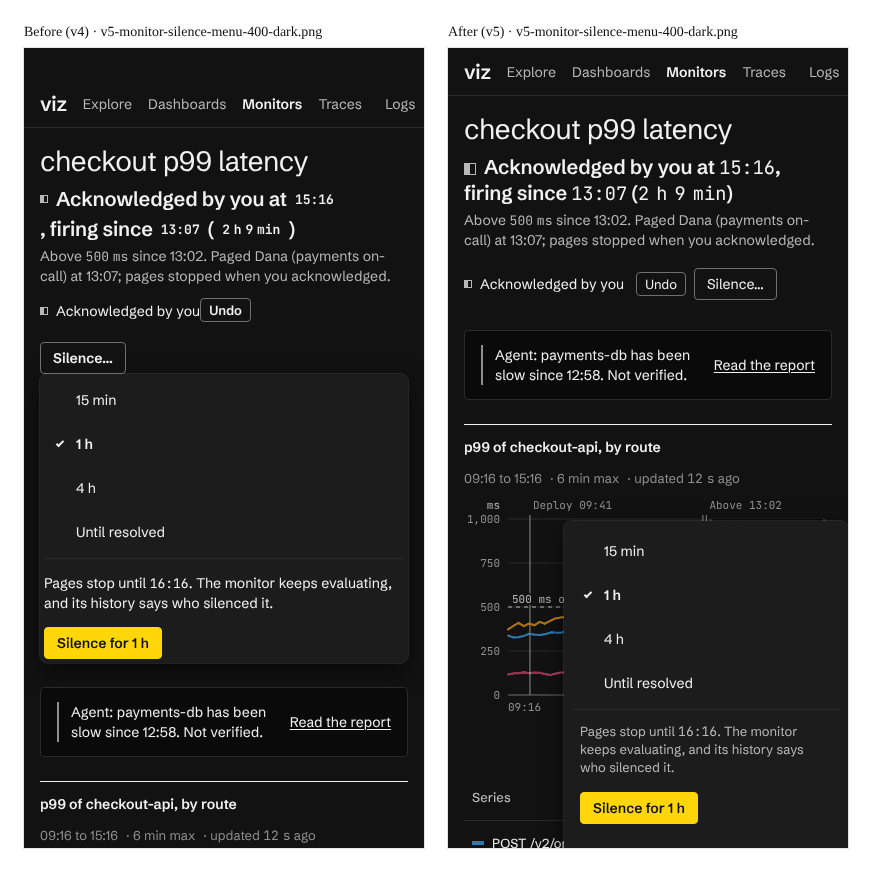 Before (v4) · v5-monitor-silence-menu-400-dark.png
viz Explore Dashboards Monitors Traces Logs
checkout p99 latency
Acknowledged by you at 15:16
, firing since 13:07 ( 2 h 9 min )
Above 500 ms since 13:02. Paged Dana (payments on-
call) at 13:07; pages stopped when you acknowledged.
Acknowledged by you Undo
Silence…
15 min
1 h
4 h
Until resolved
Pages stop until 16:16. The monitor keeps evaluating,
and its history says who silenced it.
Silence for 1 h
Agent: payments-db has been
slow since 12:58. Not verified.
Read the report
p99 of checkout-api, by route
09:16 to 15:16 · 6 min max · updated 12 s ago
After (v5) · v5-monitor-silence-menu-400-dark.png
viz Explore Dashboards Monitors Traces Logs
checkout p99 latency
Acknowledged by you at 15:16,
firing since 13:07 (2 h 9 min)
Above 500 ms since 13:02. Paged Dana (payments on-
call) at 13:07; pages stopped when you acknowledged.
Acknowledged by you Undo Silence…
Agent: payments-db has been
slow since 12:58. Not verified.
Read the report
p99 of checkout-api, by route
09:16 to 15:16 · 6 min max · updated 12 s ago
ms Deploy 09:41 Above 13:02
1,000
750
500 ms
500
250
0
09:16
15 min
1 h
4 h
Until resolved
Pages stop until 16:16. The monitor
keeps evaluating, and its history says
who silenced it.
Silence for 1 h
Series
POST